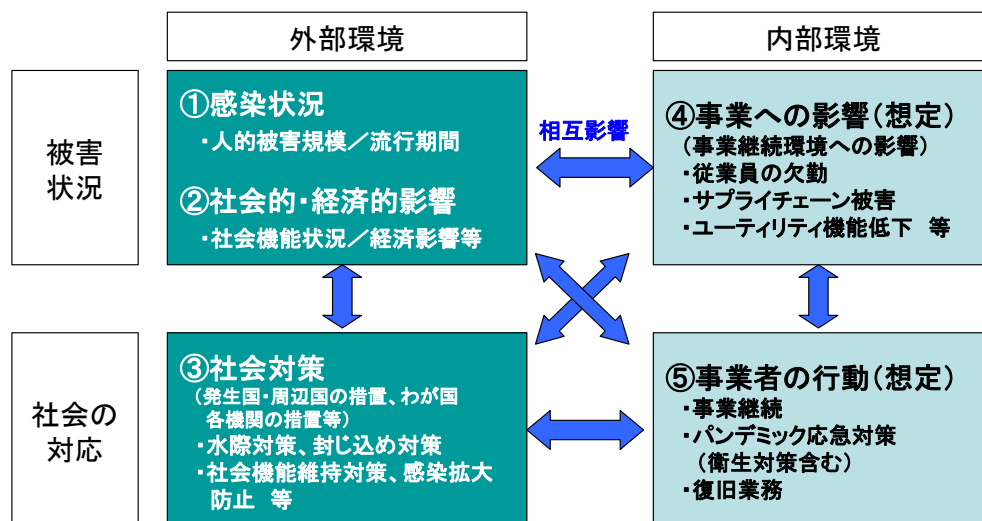 外部環境
内部環境
被害
状況
①感染状況
・人的被害規模／流行期間
②社会的・経済的影響
・社会機能状況／経済影響等
相互影響
④事業への影響(想定)
(事業継続環境への影響)
・従業員の欠勤
・サプライチェーン被害
・ユーティリティ機能低下 等
社会の
対応
③社会対策
(発生国・周辺国の措置、わが国
各機関の措置等)
・水際対策、封じ込め対策
・社会機能維持対策、感染拡大
防止 等
⑤事業者の行動(想定)
・事業継続
・パンデミック応急対策
(衛生対策含む)
・復旧業務